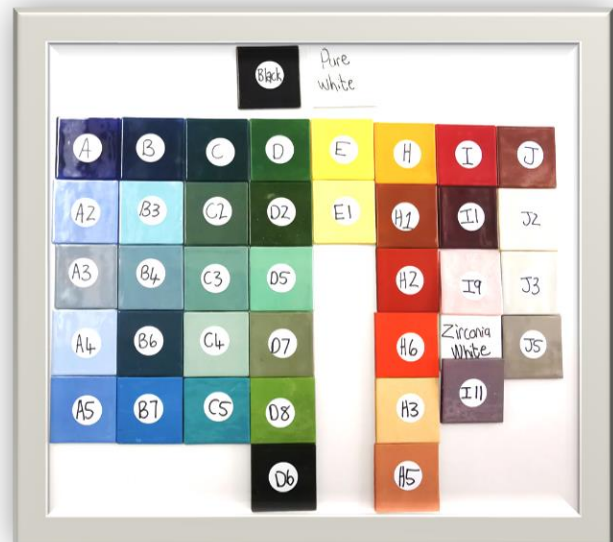 Black
Pure
white
A B C D E H I J
A2 B3 C2 D2 E1 H1 I1 J2
A3 B4 C3 D5 H2 I9 J3
A4 B6 C4 D7 H6 Zirconia
White J5
A5 B7 C5 D8 H3 I11
D6 H5